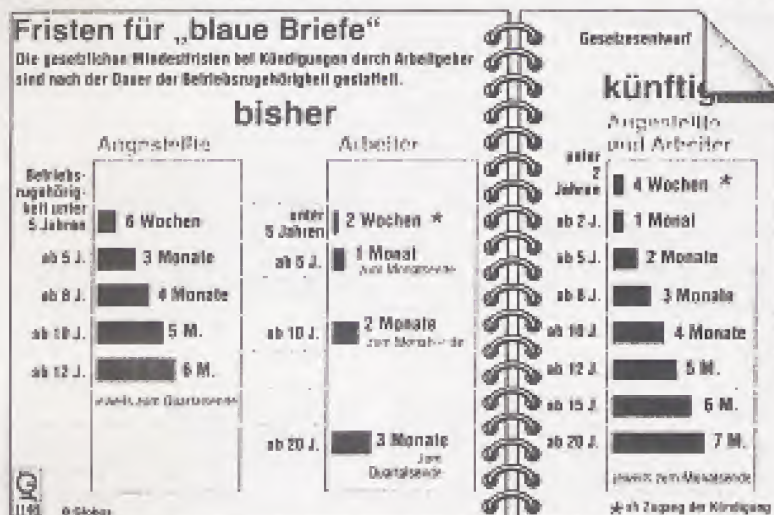 Fristen für „blaue Briefe“
Die gesetzlichen Mindestfristen bei Kündigungen durch Arbeitgeber
sind nach der Dauer der Betriebszugehörigkeit gestaffelt.
bisher
Angestellte
Betriebs-
zugehörig-
keit unter
5 Jahren
6 Wochen
ab 5 J.
3 Monate
ab 8 J.
4 Monate
ab 10 J.
5 M.
ab 12 J.
6 M.
jeweils zum Quartalsende
Arbeiter
unter
5 Jahren
2 Wochen *
ab 5 J.
1 Monat
zum Monatsende
ab 10 J.
2 Monate
zum Monatsende
ab 20 J.
3 Monate
zum
Quartalsende
Gesetzesentwurf
künftig
Angestellte
und Arbeiter
unter
2
Jahren
4 Wochen *
ab 2 J.
1 Monat
ab 5 J.
2 Monate
ab 8 J.
3 Monate
ab 10 J.
4 Monate
ab 12 J.
5 M.
ab 15 J.
6 M.
ab 20 J.
7 M.
jeweils zum Monatsende
* ab Zugang der Kündigung
© Globus